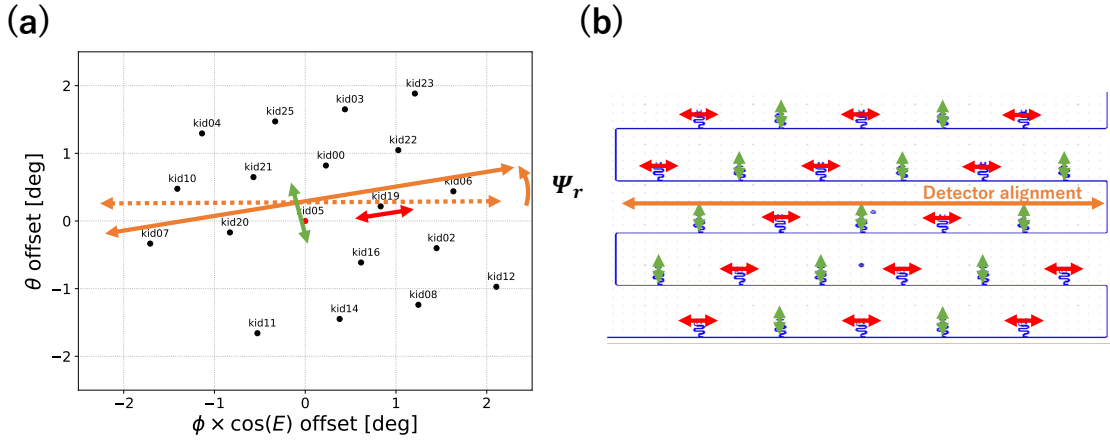 (a)
(b)
kid23
kid03
kid25
kid04
kid22
kid00
kid21
kid10
kid06
kid19
kid05
kid20
kid07
kid02
kid16
kid12
kid08
kid14
kid11
2
1
0
−1
−2
θ offset [deg]
−2 −1 0 1 2
ϕ × cos(E) offset [deg]
Ψr
Detector alignment